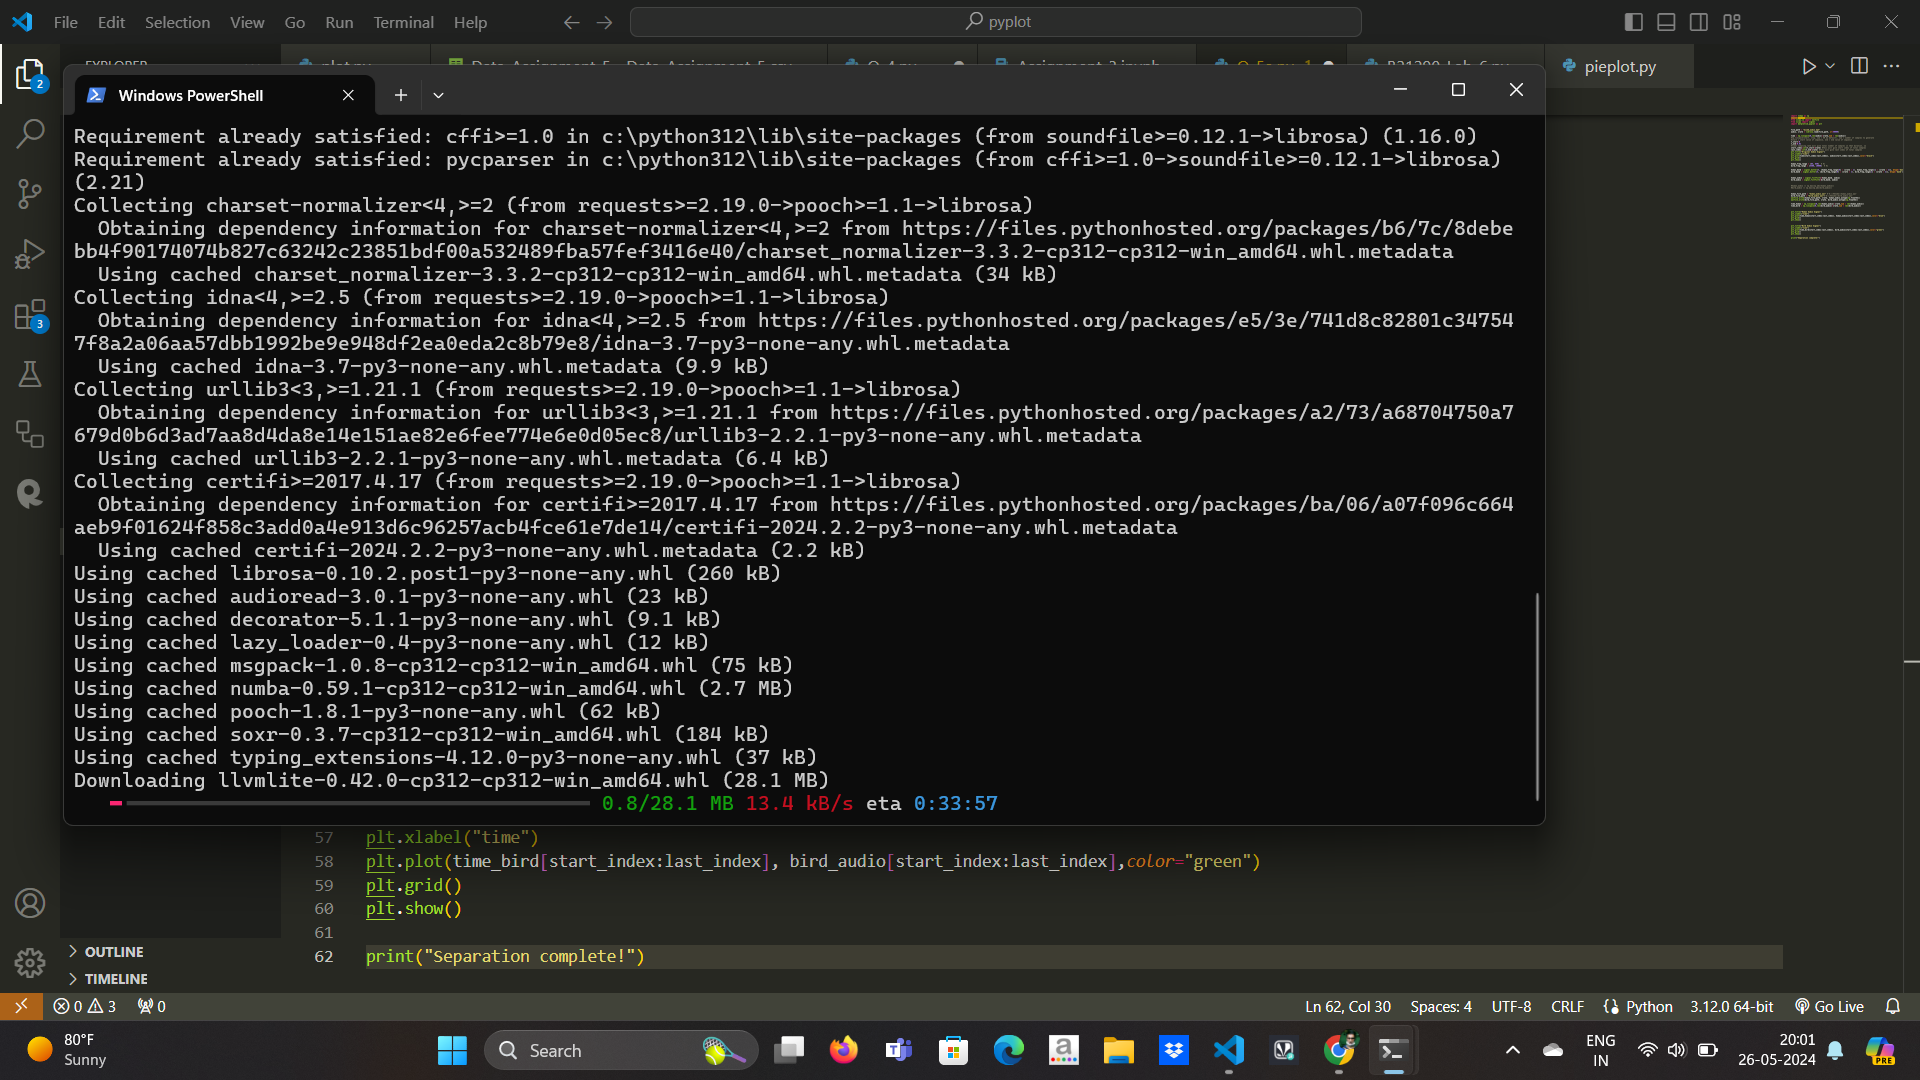 File Edit Selection View Go Run Terminal Help
pyplot
2
EXPLORER
plot.py
Data_Assignment_5 - Data_Assignment_5.csv
Assignment_3.ipynb
pieplot.py
Windows PowerShell
Requirement already satisfied: cffi>=1.0 in c:\python312\lib\site-packages (from soundfile>=0.12.1->librosa) (1.16.0)
Requirement already satisfied: pycparser in c:\python312\lib\site-packages (from cffi>=1.0->soundfile>=0.12.1->librosa)
(2.21)
Collecting charset-normalizer<4,>=2 (from requests>=2.19.0->pooch>=1.1->librosa)
Obtaining dependency information for charset-normalizer<4,>=2 from https://files.pythonhosted.org/packages/b6/7c/8debe
bb4f90174074b827c63242c23851bdf00a532489fba57fef3416e40/charset_normalizer-3.3.2-cp312-cp312-win_amd64.whl.metadata
Using cached charset_normalizer-3.3.2-cp312-cp312-win_amd64.whl.metadata (34 kB)
Collecting idna<4,>=2.5 (from requests>=2.19.0->pooch>=1.1->librosa)
Obtaining dependency information for idna<4,>=2.5 from https://files.pythonhosted.org/packages/e5/3e/741d8c82801c34754
7f8a2a06aa57dbb1992be9e948df2ea0eda2c8b79e8/idna-3.7-py3-none-any.whl.metadata
Using cached idna-3.7-py3-none-any.whl.metadata (9.9 kB)
Collecting urllib3<3,>=1.21.1 (from requests>=2.19.0->pooch>=1.1->librosa)
Obtaining dependency information for urllib3<3,>=1.21.1 from https://files.pythonhosted.org/packages/a2/73/a68704750a7
679d0b6d3ad7aa8d4da8e14e151ae82e6fee774e6e0d05ec8/urllib3-2.2.1-py3-none-any.whl.metadata
Using cached urllib3-2.2.1-py3-none-any.whl.metadata (6.4 kB)
Collecting certifi>=2017.4.17 (from requests>=2.19.0->pooch>=1.1->librosa)
Obtaining dependency information for certifi>=2017.4.17 from https://files.pythonhosted.org/packages/ba/06/a07f096c664
aeb9f01624f858c3add0a4e913d6c96257acb4fce61e7de14/certifi-2024.2.2-py3-none-any.whl.metadata
Using cached certifi-2024.2.2-py3-none-any.whl.metadata (2.2 kB)
Using cached librosa-0.10.2.post1-py3-none-any.whl (260 kB)
Using cached audioread-3.0.1-py3-none-any.whl (23 kB)
Using cached decorator-5.1.1-py3-none-any.whl (9.1 kB)
Using cached lazy_loader-0.4-py3-none-any.whl (12 kB)
Using cached msgpack-1.0.8-cp312-cp312-win_amd64.whl (75 kB)
Using cached numba-0.59.1-cp312-cp312-win_amd64.whl (2.7 MB)
Using cached pooch-1.8.1-py3-none-any.whl (62 kB)
Using cached soxr-0.3.7-cp312-cp312-win_amd64.whl (184 kB)
Using cached typing_extensions-4.12.0-py3-none-any.whl (37 kB)
Downloading llvmlite-0.42.0-cp312-cp312-win_amd64.whl (28.1 MB)
0.8/28.1 MB 13.4 kB/s eta 0:33:57
3
57 plt.xlabel("time")
58 plt.plot(time_bird[start_index:last_index], bird_audio[start_index:last_index],color="green")
59 plt.grid()
60 plt.show()
61
62 print("Separation complete!")
OUTLINE
TIMELINE
0 3 0
Ln 62, Col 30 Spaces: 4 UTF-8 CRLF Python 3.12.0 64-bit Go Live
80°F
Sunny
Search
ENG
IN
20:01
26-05-2024
PRE